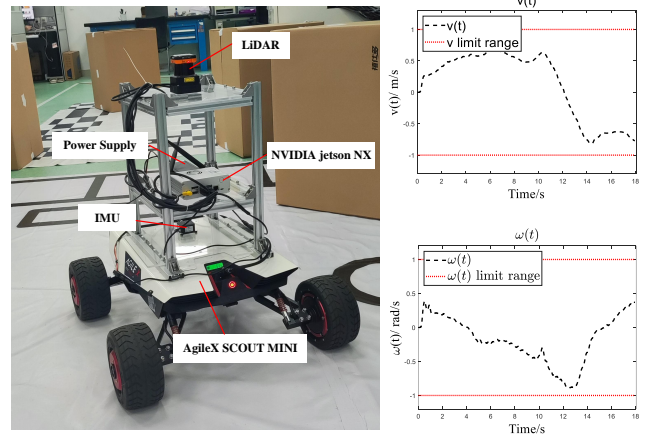 LiDAR
Power Supply
NVIDIA jetson NX
IMU
AGILE
AgileX SCOUT MINI
v(t)
v(t)
v limit range
v(t)/ m/s
1
0.5
0
-0.5
-1
0 2 4 6 8 10 12 14 16 18
Time/s
ω(t)
ω(t)
ω(t) limit range
ω(t)/ rad/s
1
0.5
0
-0.5
-1
0 2 4 6 8 10 12 14 16 18
Time/s